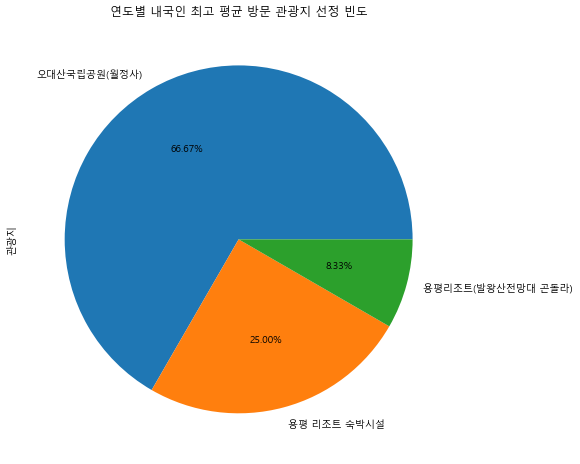 연도별 내국인 최고 평균 방문 관광지 선정 빈도
오대산국립공원(월정사)
66.67%
관광지
8.33%
용평리조트(발왕산전망대 곤돌라)
25.00%
용평 리조트 숙박시설